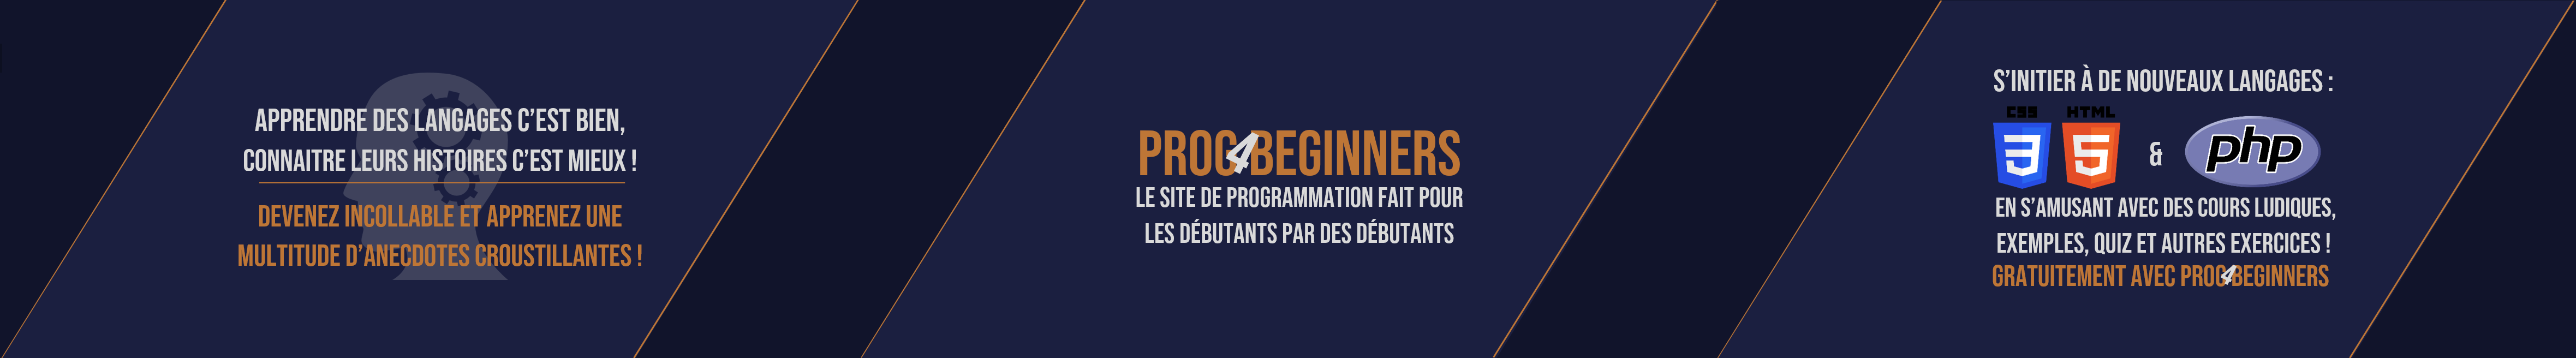 APPRENDRE DES LANGAGES C'EST BIEN,
CONNAITRE LEURS HISTOIRES C'EST MIEUX !
DEVENEZ INCOLLABLE ET APPRENEZ UNE
MULTITUDE D'ANECDOTES CROUSTILLANTES !
PROG4BEGINNERS
LE SITE DE PROGRAMMATION FAIT POUR
LES DÉBUTANTS PAR DES DÉBUTANTS
S'INITIER À DE NOUVEAUX LANGAGES :
CSS HTML
3 5 & php
EN S'AMUSANT AVEC DES COURS LUDIQUES,
EXEMPLES, QUIZ ET AUTRES EXERCICES !
GRATUITEMENT AVEC PROG4BEGINNERS